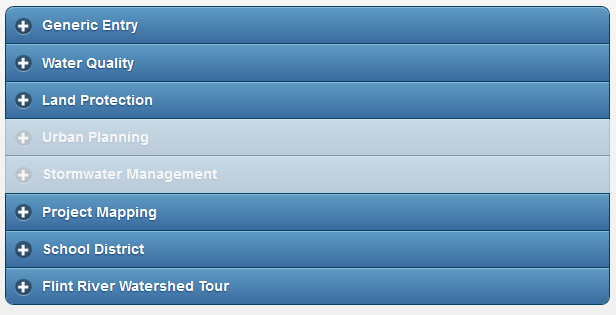 Generic Entry
Water Quality
Land Protection
Urban Planning
Stormwater Management
Project Mapping
School District
Flint River Watershed Tour